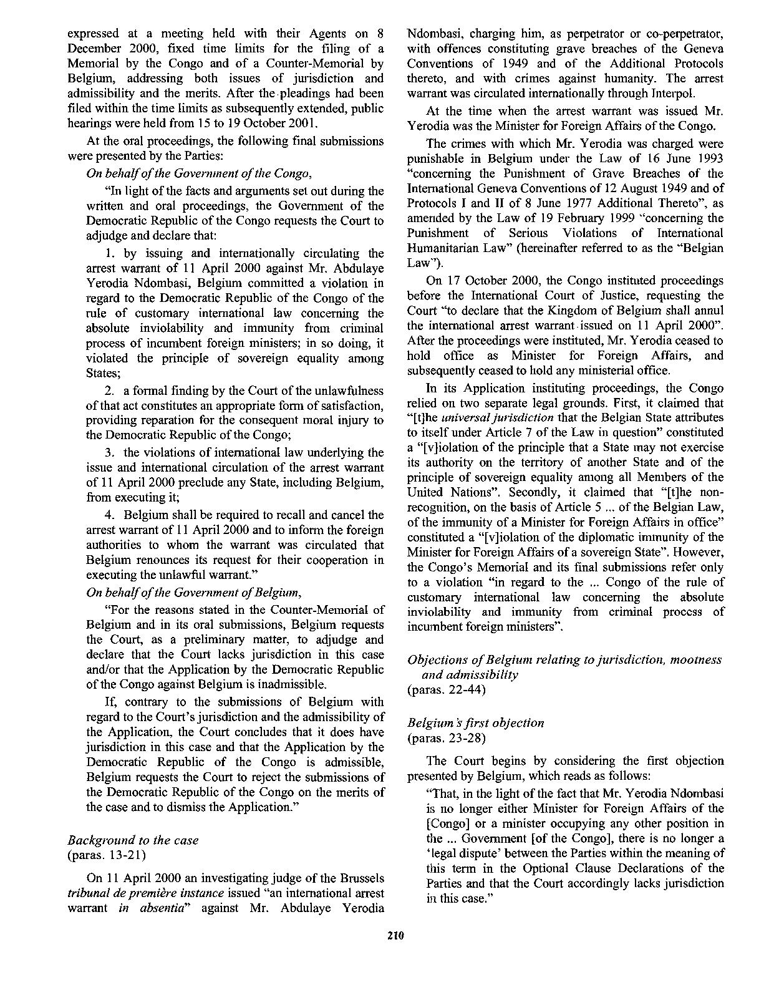 expressed at a meeting held with their Agents on 8
December 2000, fixed time limits for the filing of a
Memorial by the Congo and of a Counter-Memorial by
Belgium, addressing both issues of jurisdiction and
admissibility and the merits. After the pleadings had been
filed within the time limits as subsequently extended, public
hearings were held from 15 to 19 October 2001.
At the oral proceedings, the following final submissions
were presented by the Parties:
On behalf of the Government of the Congo,
“In light of the facts and arguments set out during the
written and oral proceedings, the Government of the
Democratic Republic of the Congo requests the Court to
adjudge and declare that:
1. by issuing and internationally circulating the
arrest warrant of 11 April 2000 against Mr. Abdulaye
Yerodia Ndombasi, Belgium committed a violation in
regard to the Democratic Republic of the Congo of the
rule of customary international law concerning the
absolute inviolability and immunity from criminal
process of incumbent foreign ministers; in so doing, it
violated the principle of sovereign equality among
States;
2. a formal finding by the Court of the unlawfulness
of that act constitutes an appropriate form of satisfaction,
providing reparation for the consequent moral injury to
the Democratic Republic of the Congo;
3. the violations of international law underlying the
issue and international circulation of the arrest warrant
of 11 April 2000 preclude any State, including Belgium,
from executing it;
4. Belgium shall be required to recall and cancel the
arrest warrant of 11 April 2000 and to inform the foreign
authorities to whom the warrant was circulated that
Belgium renounces its request for their cooperation in
executing the unlawful warrant.”
On behalf of the Government of Belgium,
“For the reasons stated in the Counter-Memorial of
Belgium and in its oral submissions, Belgium requests
the Court, as a preliminary matter, to adjudge and
declare that the Court lacks jurisdiction in this case
and/or that the Application by the Democratic Republic
of the Congo against Belgium is inadmissible.
If, contrary to the submissions of Belgium with
regard to the Court’s jurisdiction and the admissibility of
the Application, the Court concludes that it does have
jurisdiction in this case and that the Application by the
Democratic Republic of the Congo is admissible,
Belgium requests the Court to reject the submissions of
the Democratic Republic of the Congo on the merits of
the case and to dismiss the Application.”
Background to the case
(paras. 13-21)
On 11 April 2000 an investigating judge of the Brussels
tribunal de première instance issued “an international arrest
warrant in absentia” against Mr. Abdulaye Yerodia
Ndombasi, charging him, as perpetrator or co-perpetrator,
with offences constituting grave breaches of the Geneva
Conventions of 1949 and of the Additional Protocols
thereto, and with crimes against humanity. The arrest
warrant was circulated internationally through Interpol.
At the time when the arrest warrant was issued Mr.
Yerodia was the Minister for Foreign Affairs of the Congo.
The crimes with which Mr. Yerodia was charged were
punishable in Belgium under the Law of 16 June 1993
“concerning the Punishment of Grave Breaches of the
International Geneva Conventions of 12 August 1949 and of
Protocols I and II of 8 June 1977 Additional Thereto”, as
amended by the Law of 19 February 1999 “concerning the
Punishment of Serious Violations of International
Humanitarian Law” (hereinafter referred to as the “Belgian
Law”).
On 17 October 2000, the Congo instituted proceedings
before the International Court of Justice, requesting the
Court “to declare that the Kingdom of Belgium shall annul
the international arrest warrant issued on 11 April 2000”.
After the proceedings were instituted, Mr. Yerodia ceased to
hold office as Minister for Foreign Affairs, and
subsequently ceased to hold any ministerial office.
In its Application instituting proceedings, the Congo
relied on two separate legal grounds. First, it claimed that
“[t]he universal jurisdiction that the Belgian State attributes
to itself under Article 7 of the Law in question” constituted
a “[v]iolation of the principle that a State may not exercise
its authority on the territory of another State and of the
principle of sovereign equality among all Members of the
United Nations”. Secondly, it claimed that “[t]he non-
recognition, on the basis of Article 5 ... of the Belgian Law,
of the immunity of a Minister for Foreign Affairs in office”
constituted a “[v]iolation of the diplomatic immunity of the
Minister for Foreign Affairs of a sovereign State”. However,
the Congo’s Memorial and its final submissions refer only
to a violation “in regard to the ... Congo of the rule of
customary international law concerning the absolute
inviolability and immunity from criminal process of
incumbent foreign ministers”.
Objections of Belgium relating to jurisdiction, mootness
and admissibility
(paras. 22-44)
Belgium’s first objection
(paras. 23-28)
The Court begins by considering the first objection
presented by Belgium, which reads as follows:
“That, in the light of the fact that Mr. Yerodia Ndombasi
is no longer either Minister for Foreign Affairs of the
[Congo] or a minister occupying any other position in
the ... Government [of the Congo], there is no longer a
‘legal dispute’ between the Parties within the meaning of
this term in the Optional Clause Declarations of the
Parties and that the Court accordingly lacks jurisdiction
in this case.”
210